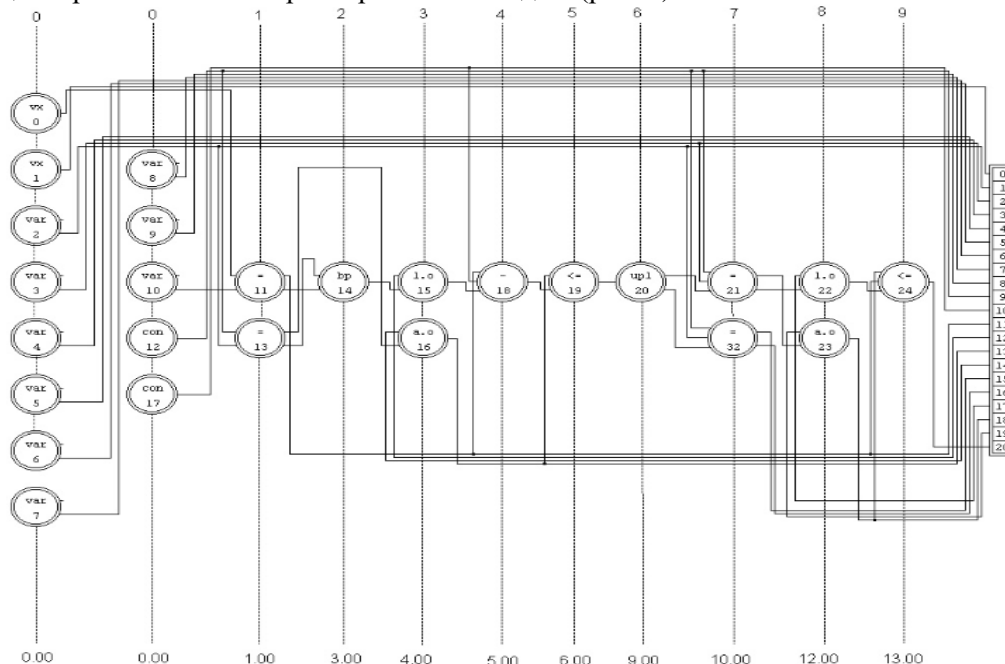 0 0 1 2 3 4 5 6 7 8 9
vx
0
vx
1
var
2
var
3
var
4
var
5
var
6
var
7
var
8
var
9
var
10
con
12
con
17
=
11
=
13
bp
14
1.o
15
a.o
16
-
18
<=
19
upl
20
=
21
=
32
1.o
22
a.o
23
<=
24
0
1
2
3
4
5
6
7
8
9
10
11
12
13
14
15
16
17
18
19
20
0.00 0.00 1.00 3.00 4.00 5.00 6.00 9.00 10.00 12.00 13.00